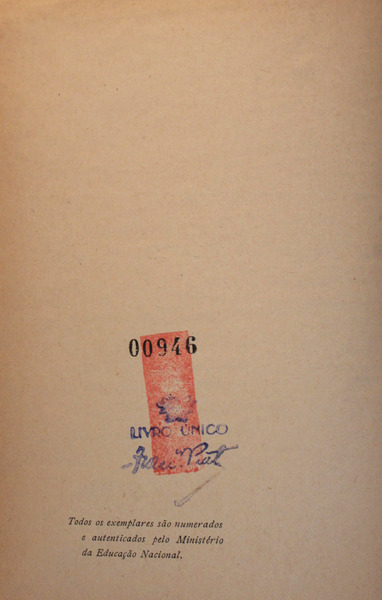 00946
LIVRO ÚNICO
Todos os exemplares são numerados
e autenticados pelo Ministério
da Educação Nacional.